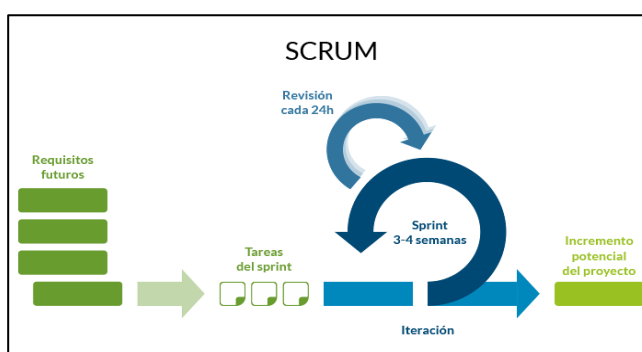 SCRUM
Revisión
cada 24h
Requisitos
futuros
Sprint
3-4 semanas
Tareas
del sprint
Incremento
potencial
del proyecto
Iteración